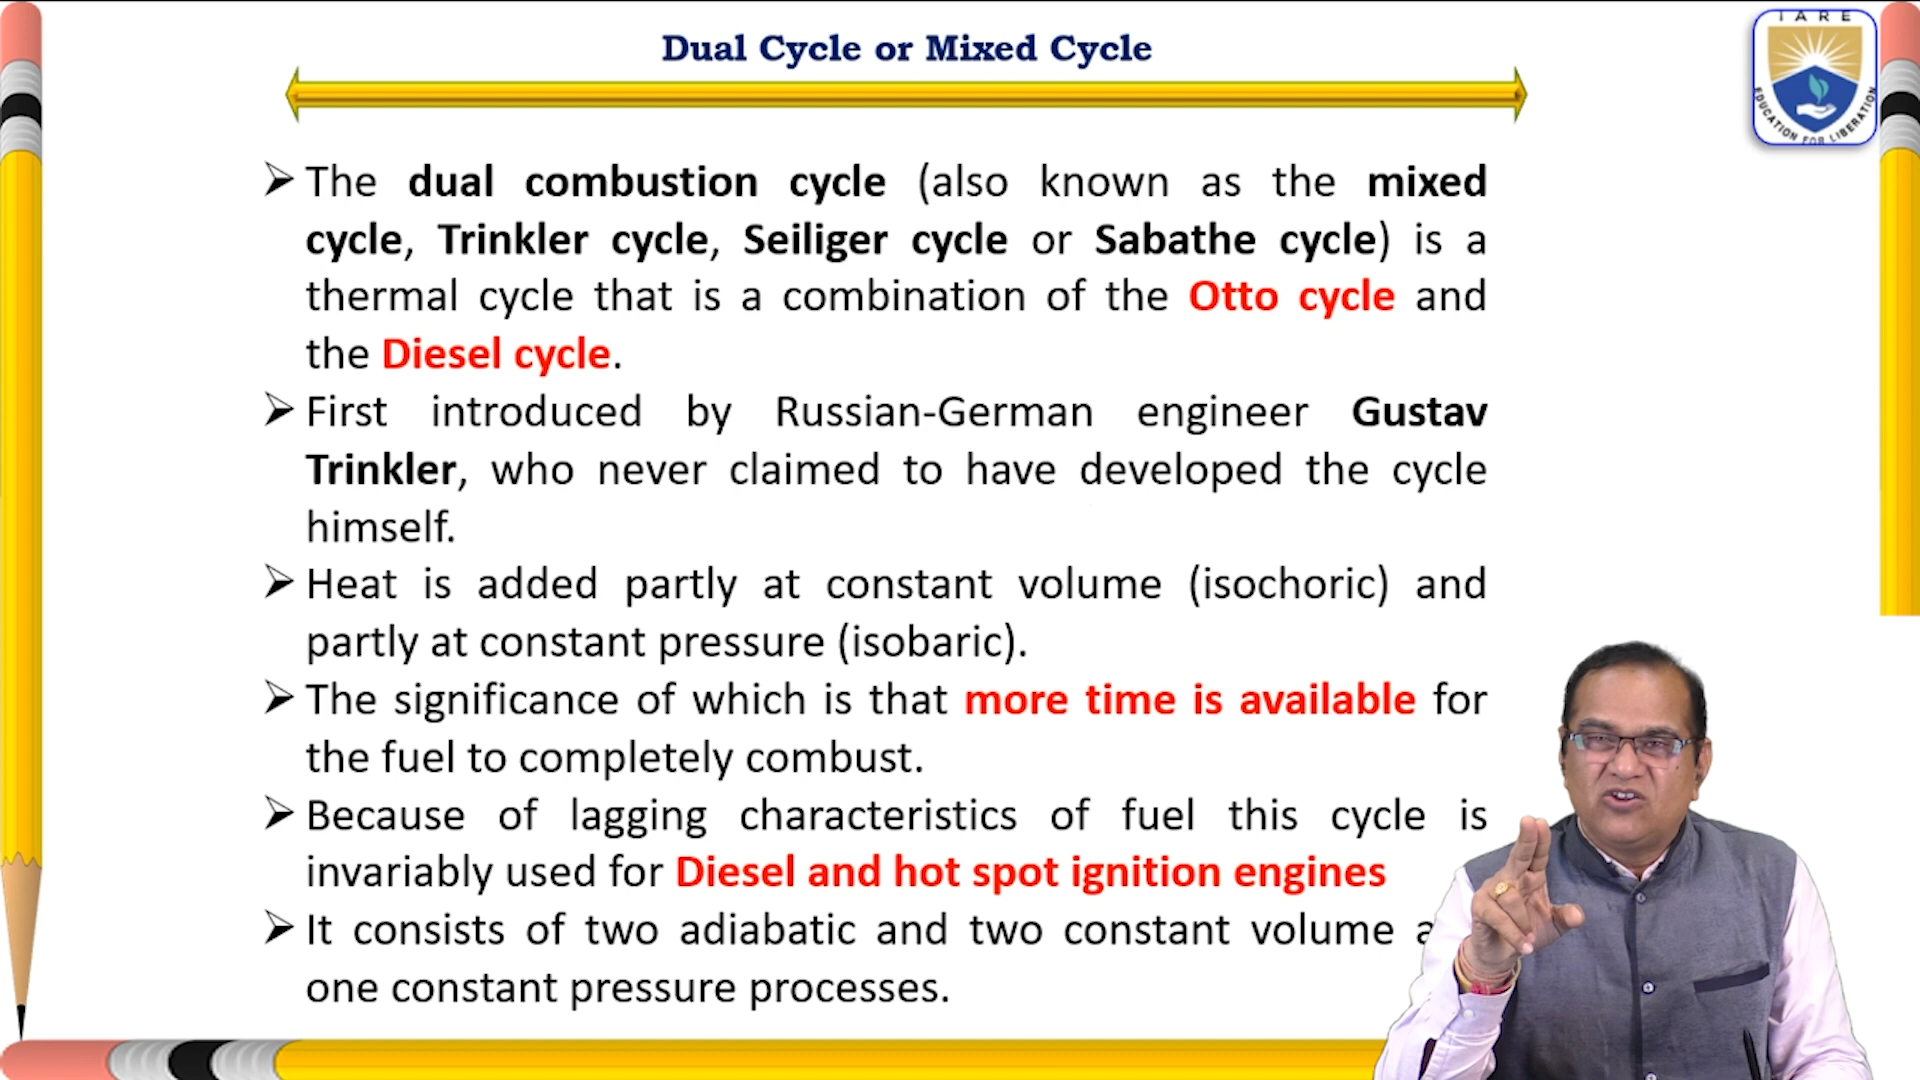 Dual Cycle or Mixed Cycle
IARE
EDUCATION FOR LIBERATION
➢ The dual combustion cycle (also known as the mixed
cycle, Trinkler cycle, Seiliger cycle or Sabathe cycle) is a
thermal cycle that is a combination of the Otto cycle and
the Diesel cycle.
➢ First introduced by Russian-German engineer Gustav
Trinkler, who never claimed to have developed the cycle
himself.
➢ Heat is added partly at constant volume (isochoric) and
partly at constant pressure (isobaric).
➢ The significance of which is that more time is available for
the fuel to completely combust.
➢ Because of lagging characteristics of fuel this cycle is
invariably used for Diesel and hot spot ignition engines
➢ It consists of two adiabatic and two constant volume
one constant pressure processes.